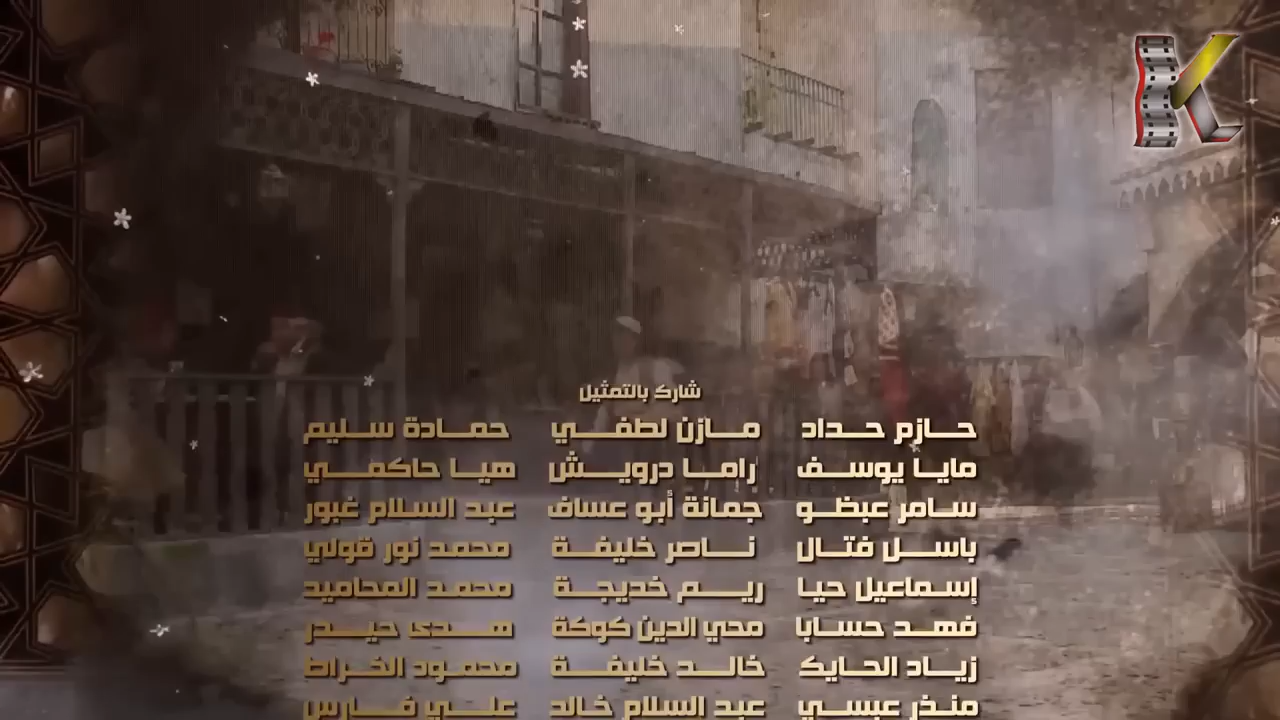 شارك بالتمثيل
حازم حداد مازن لطفي حمادة سليم
مايا يوسف راما درويش هيا حاكمي
سامر عبظو جمانة أبو عساف عبد السلام غبور
باسل فتال ناصر خليفة محمد نور قولي
إسماعيل حيا ريم خديجة محمد المحاميد
فهد حسابا محي الدين كوكة هدى حيدر
زياد الحايك خالد خليفة محمود الخراط
منذر عبسي عبد السلام خالد علي فارس
K